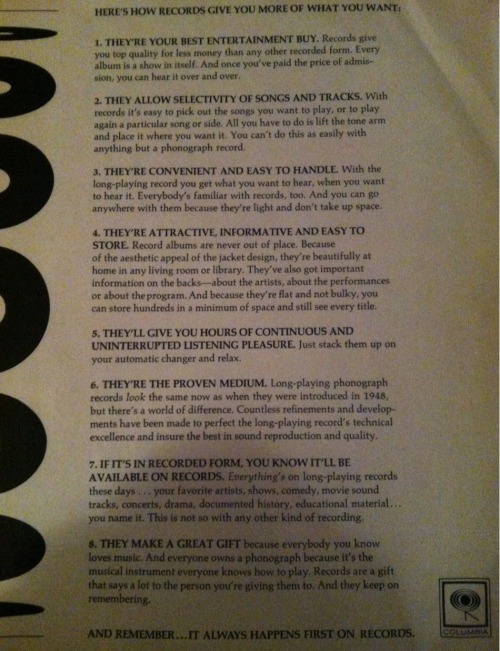 HERE'S HOW RECORDS GIVE YOU MORE OF WHAT YOU WANT:
1. THEY'RE YOUR BEST ENTERTAINMENT BUY. Records give
you top quality for less money than any other recorded form. Every
album is a show in itself. And once you've paid the price of admis-
sion, you can hear it over and over.
2. THEY ALLOW SELECTIVITY OF SONGS AND TRACKS. With
records it's easy to pick out the songs you want to play, or to play
again a particular song or side. All you have to do is lift the tone arm
and place it where you want it. You can't do this as easily with
anything but a phonograph record.
3. THEY'RE CONVENIENT AND EASY TO HANDLE. With the
long-playing record you get what you want to hear, when you want
to hear it. Everybody's familiar with records, too. And you can go
anywhere with them because they're light and don't take up space.
4. THEY'RE ATTRACTIVE, INFORMATIVE AND EASY TO
STORE. Record albums are never out of place. Because
of the aesthetic appeal of the jacket design, they're beautifully at
home in any living room or library. They've also got important
information on the backs—about the artists, about the performances
or about the program. And because they're flat and not bulky, you
can store hundreds in a minimum of space and still see every title.
5. THEY'LL GIVE YOU HOURS OF CONTINUOUS AND
UNINTERRUPTED LISTENING PLEASURE. Just stack them up on
your automatic changer and relax.
6. THEY'RE THE PROVEN MEDIUM. Long-playing phonograph
records look the same now as when they were introduced in 1948,
but there's a world of difference. Countless refinements and develop-
ments have been made to perfect the long-playing record's technical
excellence and insure the best in sound reproduction and quality.
7. IF IT'S IN RECORDED FORM, YOU KNOW IT'LL BE
AVAILABLE ON RECORDS. Everything's on long-playing records
these days . . . your favorite artists, shows, comedy, movie sound
tracks, concerts, drama, documented history, educational material . . .
you name it. This is not so with any other kind of recording.
8. THEY MAKE A GREAT GIFT because everybody you know
loves music. And everyone owns a phonograph because it's the
musical instrument everyone knows how to play. Records are a gift
that says a lot to the person you're giving them to. And they keep on
remembering.
AND REMEMBER...IT ALWAYS HAPPENS FIRST ON RECORDS.
COLUMBIA